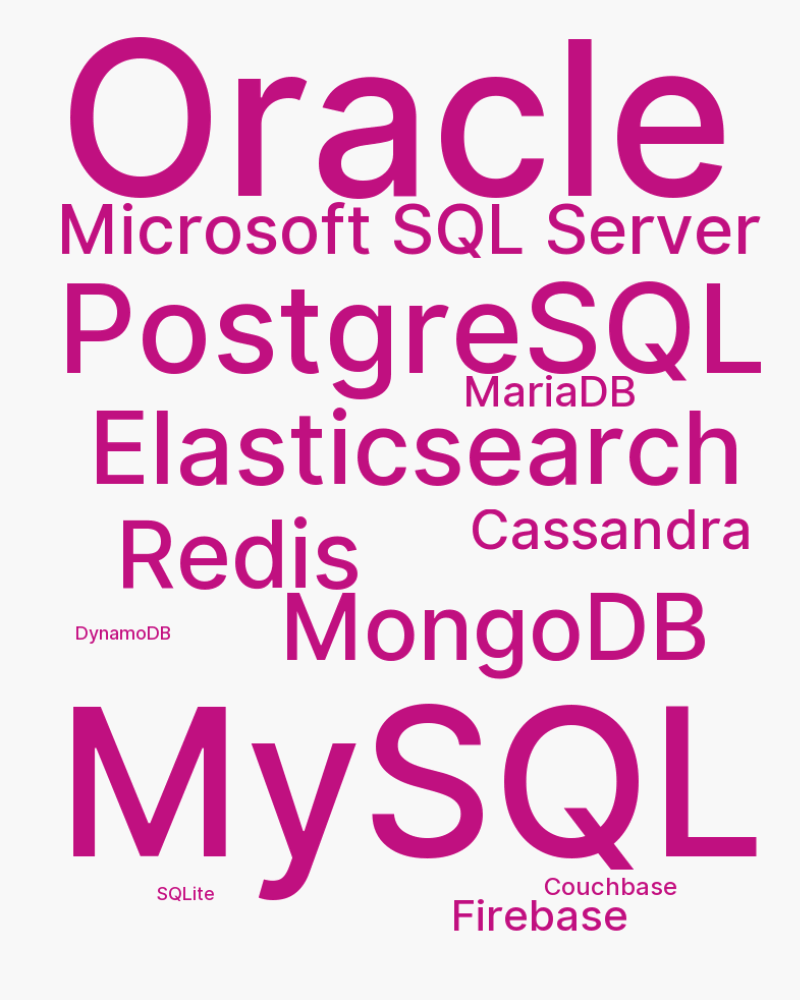 Oracle
Microsoft SQL Server
PostgreSQL
MariaDB
Elasticsearch
Cassandra
Redis
MongoDB
DynamoDB
MySQL
Couchbase
SQLite
Firebase